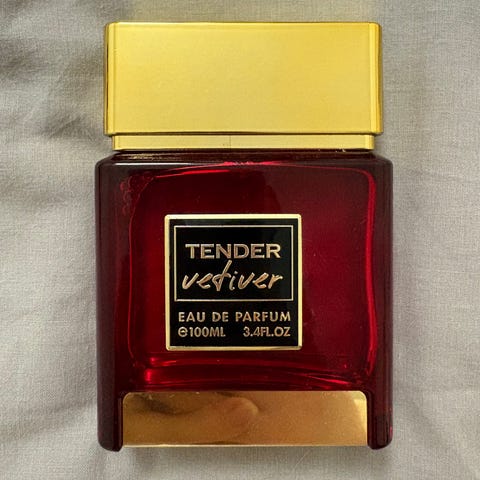 TENDER
vetiver
EAU DE PARFUM
℮100ML 3.4FL.OZ